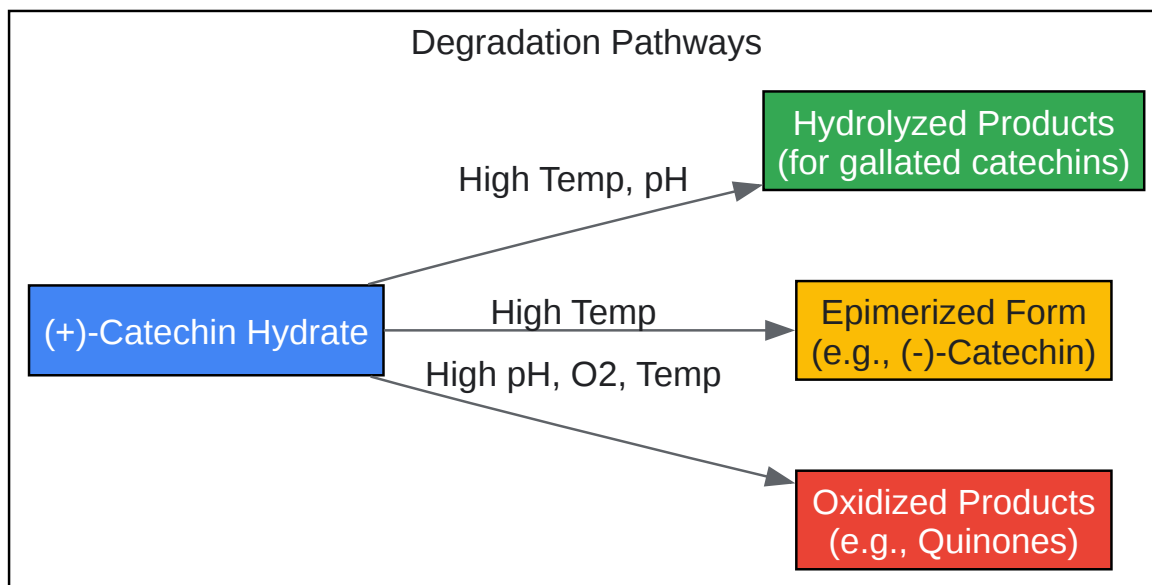 Degradation Pathways
Hydrolyzed Products
(for gallated catechins)
High Temp, pH
(+)-Catechin Hydrate
High Temp
Epimerized Form
(e.g., (-)-Catechin)
High pH, O2, Temp
Oxidized Products
(e.g., Quinones)